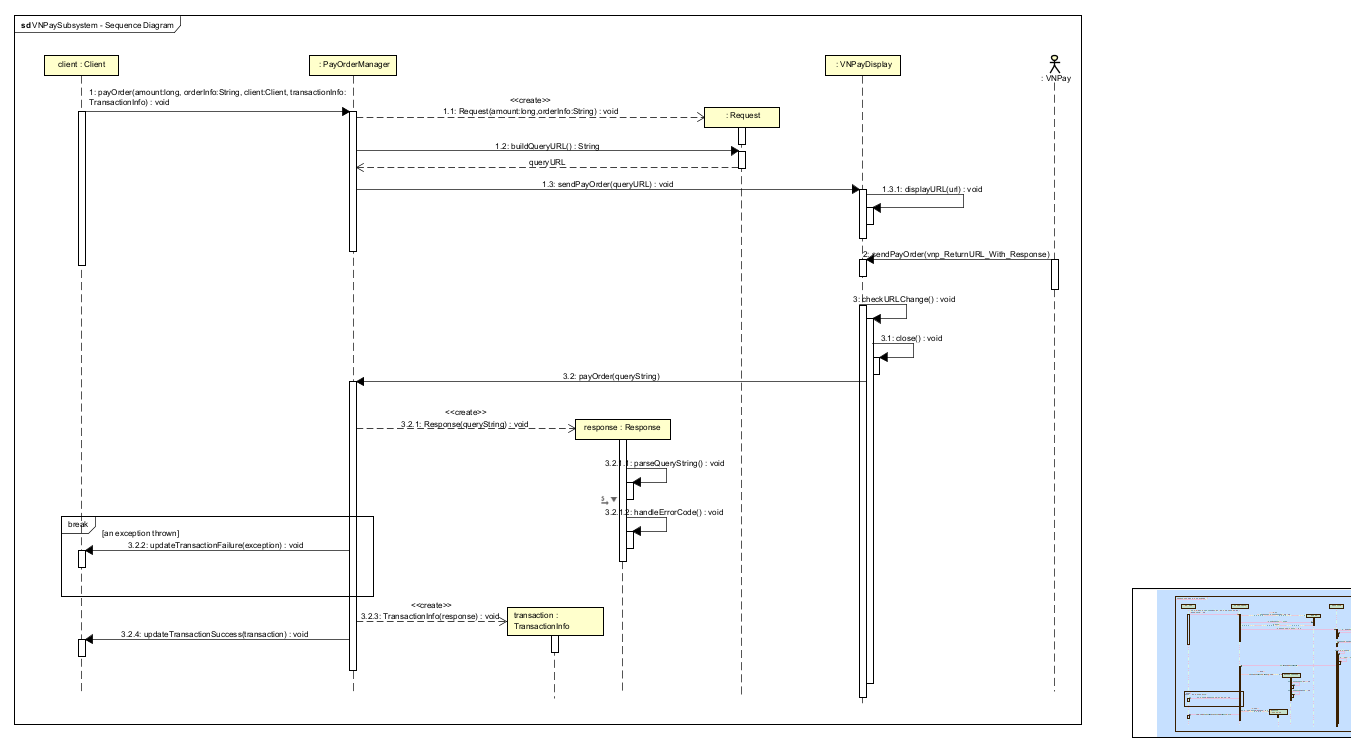 sd VNPaySubsystem - Sequence Diagram
client : Client
: PayOrderManager
: VNPayDisplay
: VNPay
1: payOrder(amount:long, orderInfo:String, client:Client, transactionInfo:
TransactionInfo) : void
<<create>>
1.1: Request(amount:long,orderInfo:String) : void
: Request
1.2: buildQueryURL() : String
queryURL
1.3: sendPayOrder(queryURL) : void
1.3.1: displayURL(url) : void
2: sendPayOrder(vnp_ReturnURL_With_Response)
3: checkURLChange() : void
3.1: close() : void
3.2: payOrder(queryString)
<<create>>
3.2.1: Response(queryString) : void
response : Response
3.2.1.1: parseQueryString() : void
3.2.1.2: handleErrorCode() : void
break
[an exception thrown]
3.2.2: updateTransactionFailure(exception) : void
<<create>>
3.2.3: TransactionInfo(response) : void
transaction :
TransactionInfo
3.2.4: updateTransactionSuccess(transaction) : void